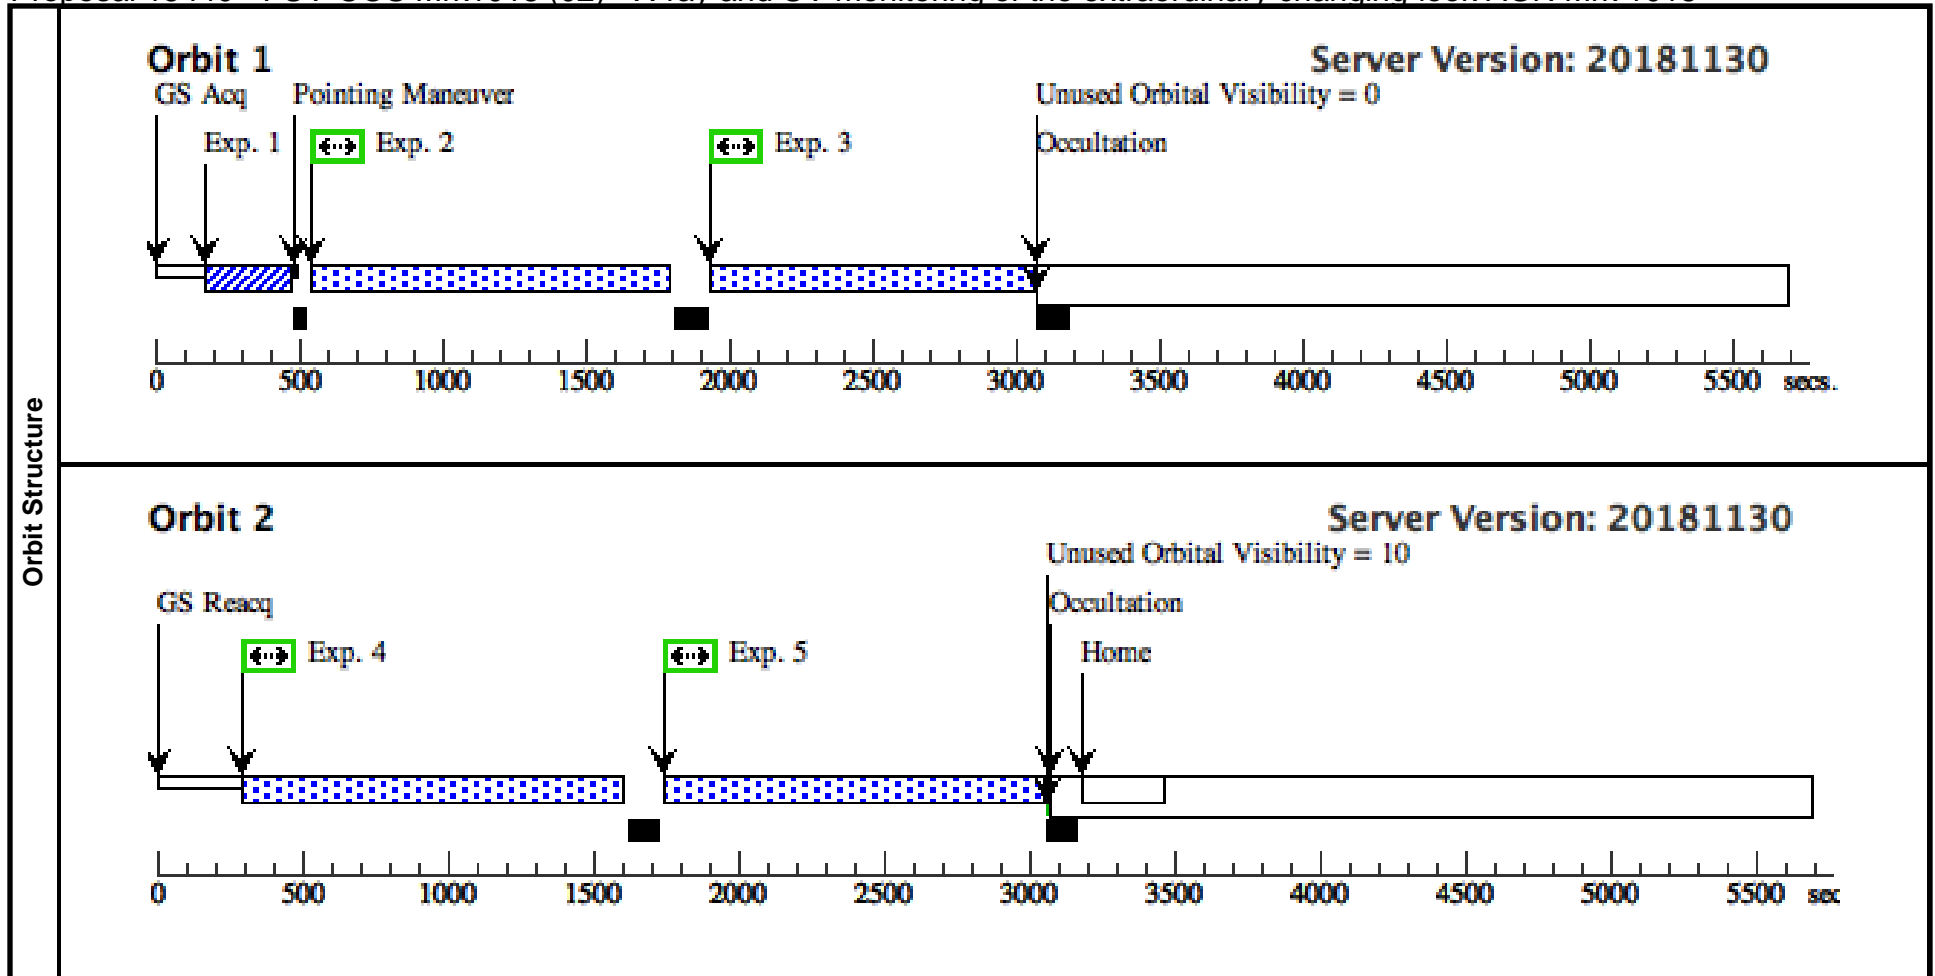 Orbit Structure
Orbit 1
Server Version: 20181130
GS Acq Pointing Maneuver Unused Orbital Visibility = 0
Exp. 1 Exp. 2 Exp. 3 Occultation
0 500 1000 1500 2000 2500 3000 3500 4000 4500 5000 5500 secs.
Orbit 2
Server Version: 20181130
Unused Orbital Visibility = 10
GS Reacq Occultation
Exp. 4 Exp. 5 Home
0 500 1000 1500 2000 2500 3000 3500 4000 4500 5000 5500 sec